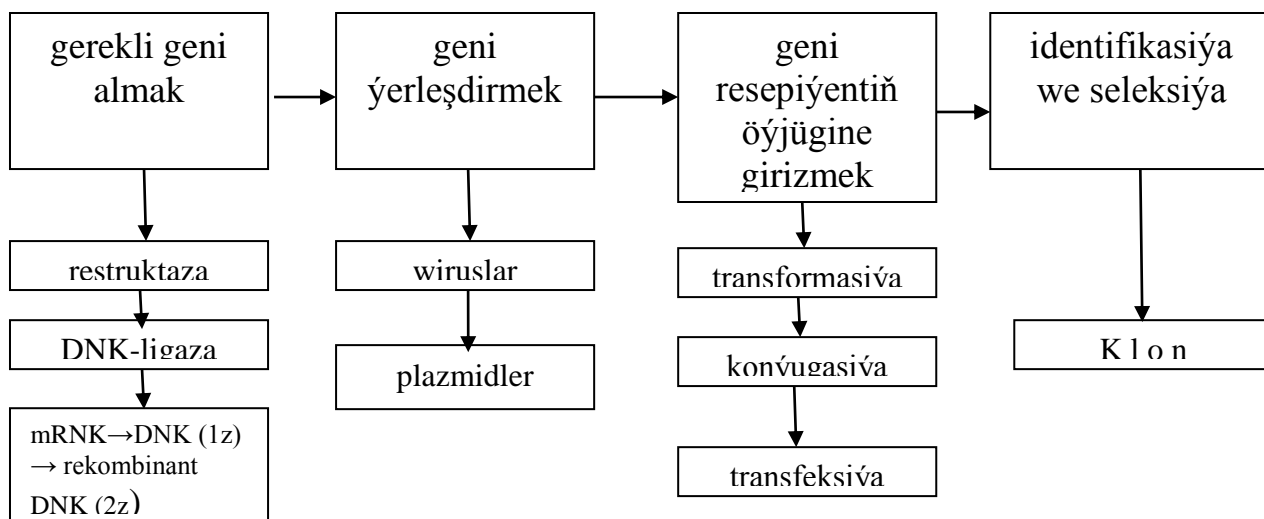 gerekli geni
almak
geni
ýerleşdirmek
geni
resepiýentiň
öýjügine
girizmek
identifikasiýa
we seleksiýa
restruktaza
DNK-ligaza
mRNK→DNK (1z)
→ rekombinant
DNK (2z)
wiruslar
plazmidler
transformasiýa
konýugasiýa
transfeksiýa
K l o n